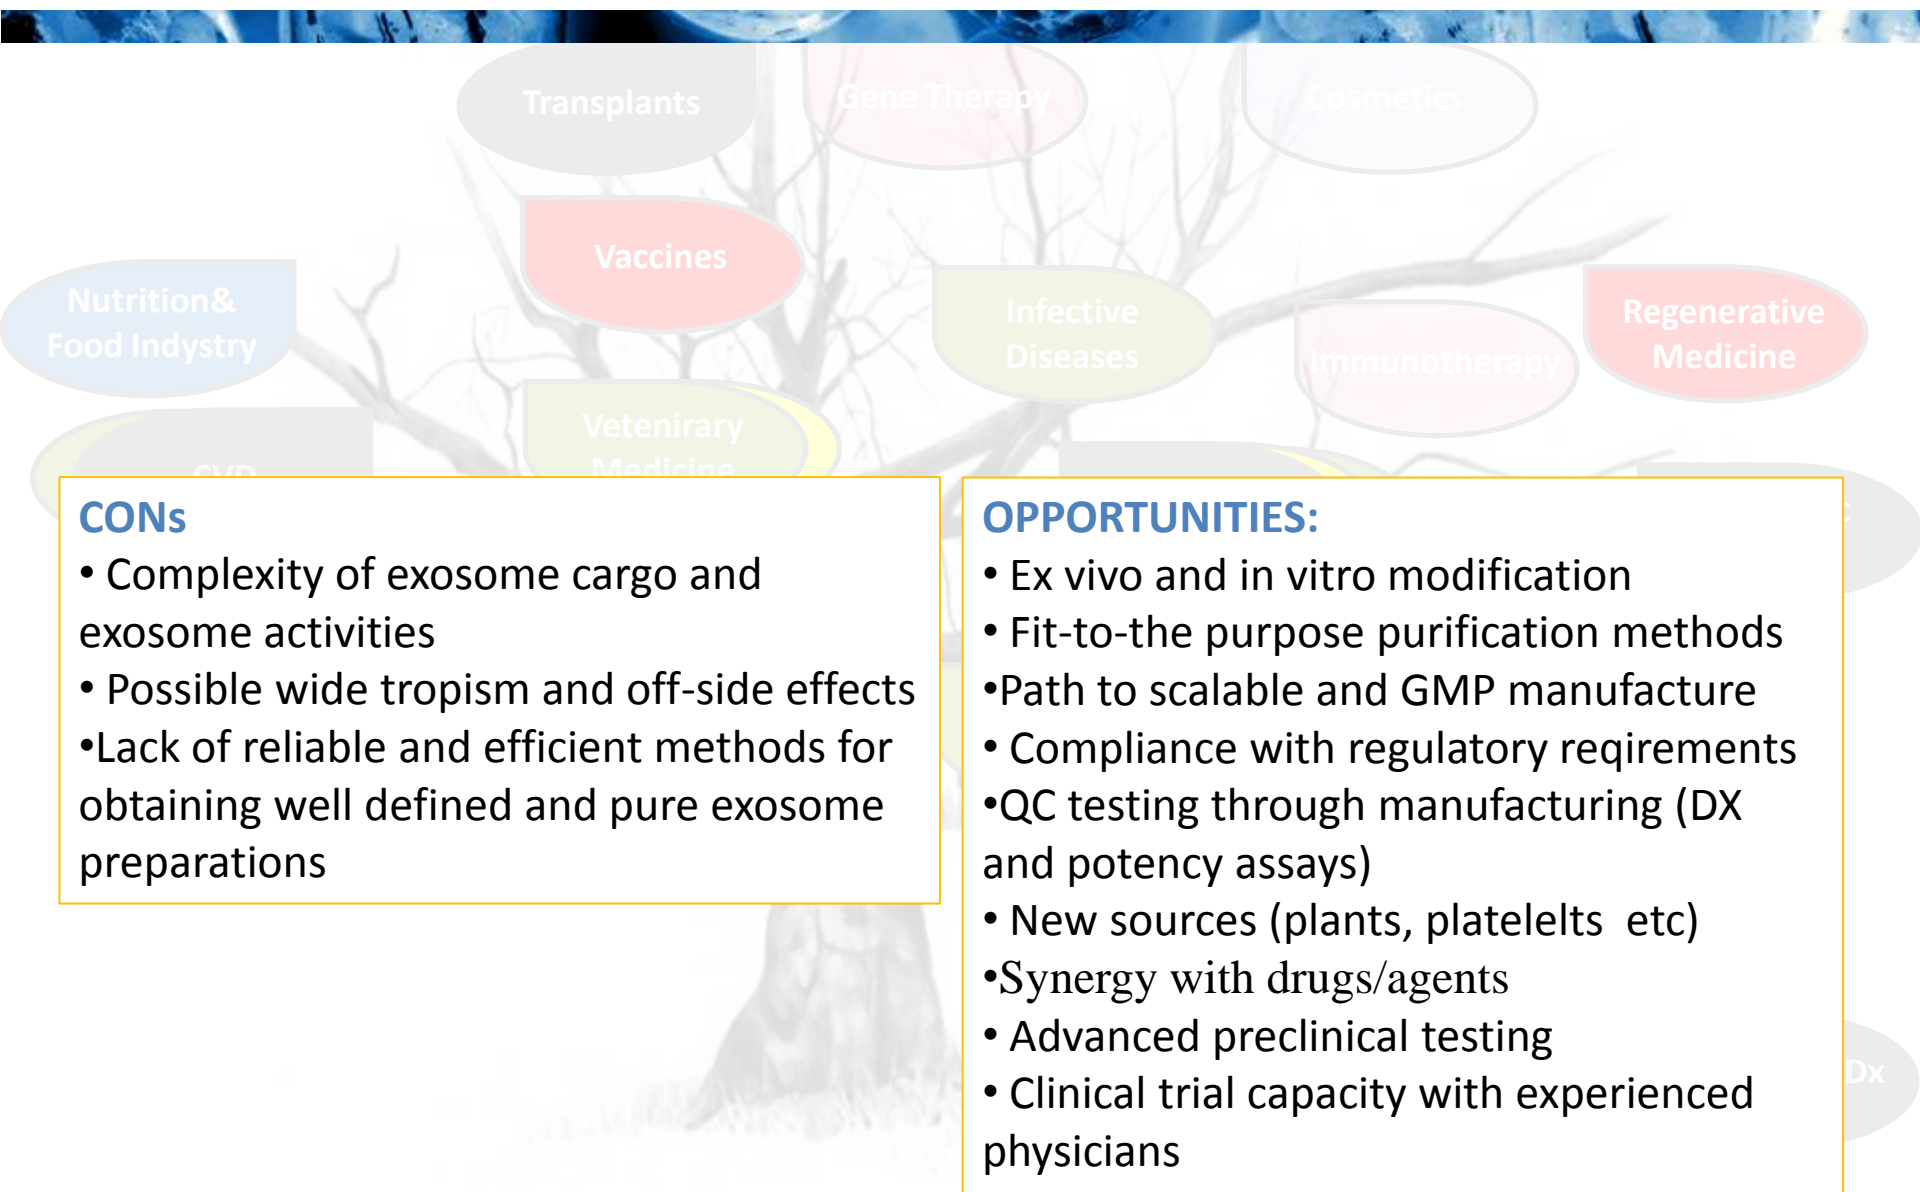 Transplants
Gene Therapy
Cosmetics
Vaccines
Nutrition&
Food Indystry
Infective
Diseases
Immunotherapy
Regenerative
Medicine
Vetenirary
Medicine
CVD
CONs
• Complexity of exosome cargo and
exosome activities
• Possible wide tropism and off-side effects
•Lack of reliable and efficient methods for
obtaining well defined and pure exosome
preparations
OPPORTUNITIES:
• Ex vivo and in vitro modification
• Fit-to-the purpose purification methods
•Path to scalable and GMP manufacture
• Compliance with regulatory reqirements
•QC testing through manufacturing (DX
and potency assays)
• New sources (plants, platelelts  etc)
•Synergy with drugs/agents
• Advanced preclinical testing
• Clinical trial capacity with experienced
physicians
Dx